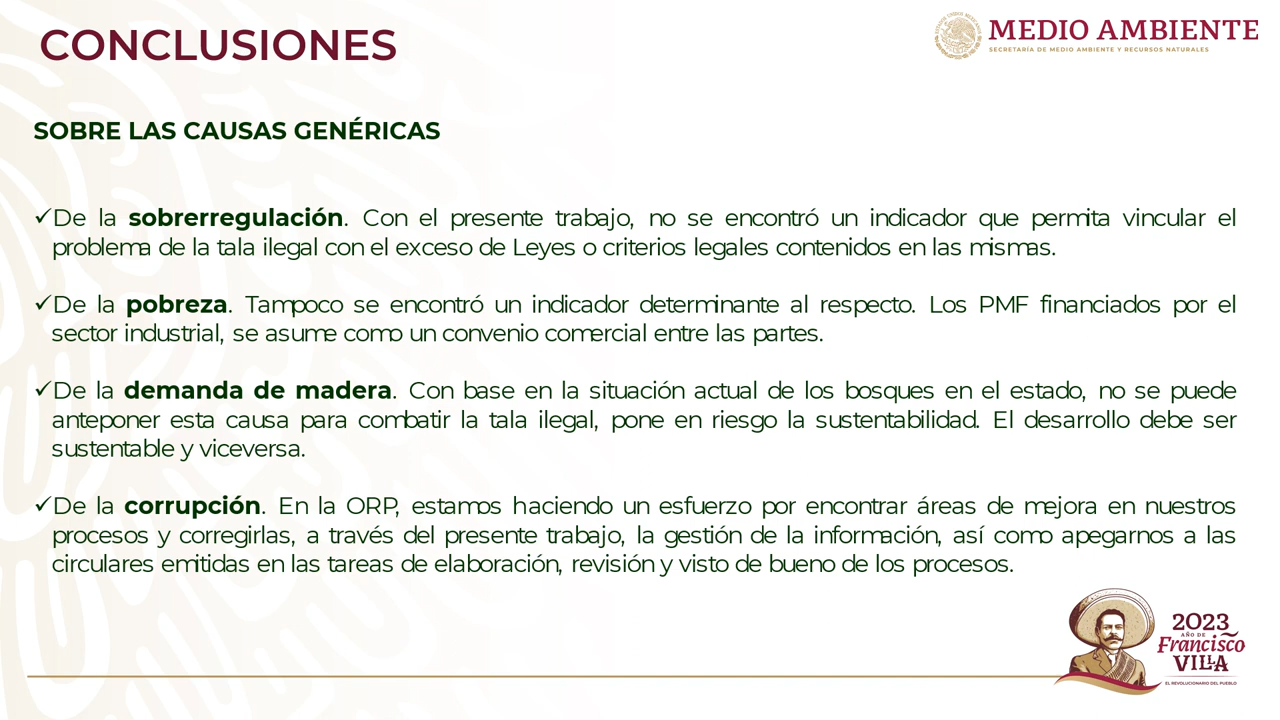 CONCLUSIONES
MEDIO AMBIENTE
SECRETARÍA DE MEDIO AMBIENTE Y RECURSOS NATURALES
SOBRE LAS CAUSAS GENÉRICAS
✓De la sobrerregulación. Con el presente trabajo, no se encontró un indicador que permita vincular el
problema de la tala ilegal con el exceso de Leyes o criterios legales contenidos en las mismas.
✓De la pobreza. Tampoco se encontró un indicador determinante al respecto. Los PMF financiados por el
sector industrial, se asume como un convenio comercial entre las partes.
✓De la demanda de madera. Con base en la situación actual de los bosques en el estado, no se puede
anteponer esta causa para combatir la tala ilegal, pone en riesgo la sustentabilidad. El desarrollo debe ser
sustentable y viceversa.
✓De la corrupción. En la ORP, estamos haciendo un esfuerzo por encontrar áreas de mejora en nuestros
procesos y corregirlas, a través del presente trabajo, la gestión de la información, así como apegarnos a las
circulares emitidas en las tareas de elaboración, revisión y visto de bueno de los procesos.
2023
AÑO DE
Francisco
VILLA
EL REVOLUCIONARIO DEL PUEBLO